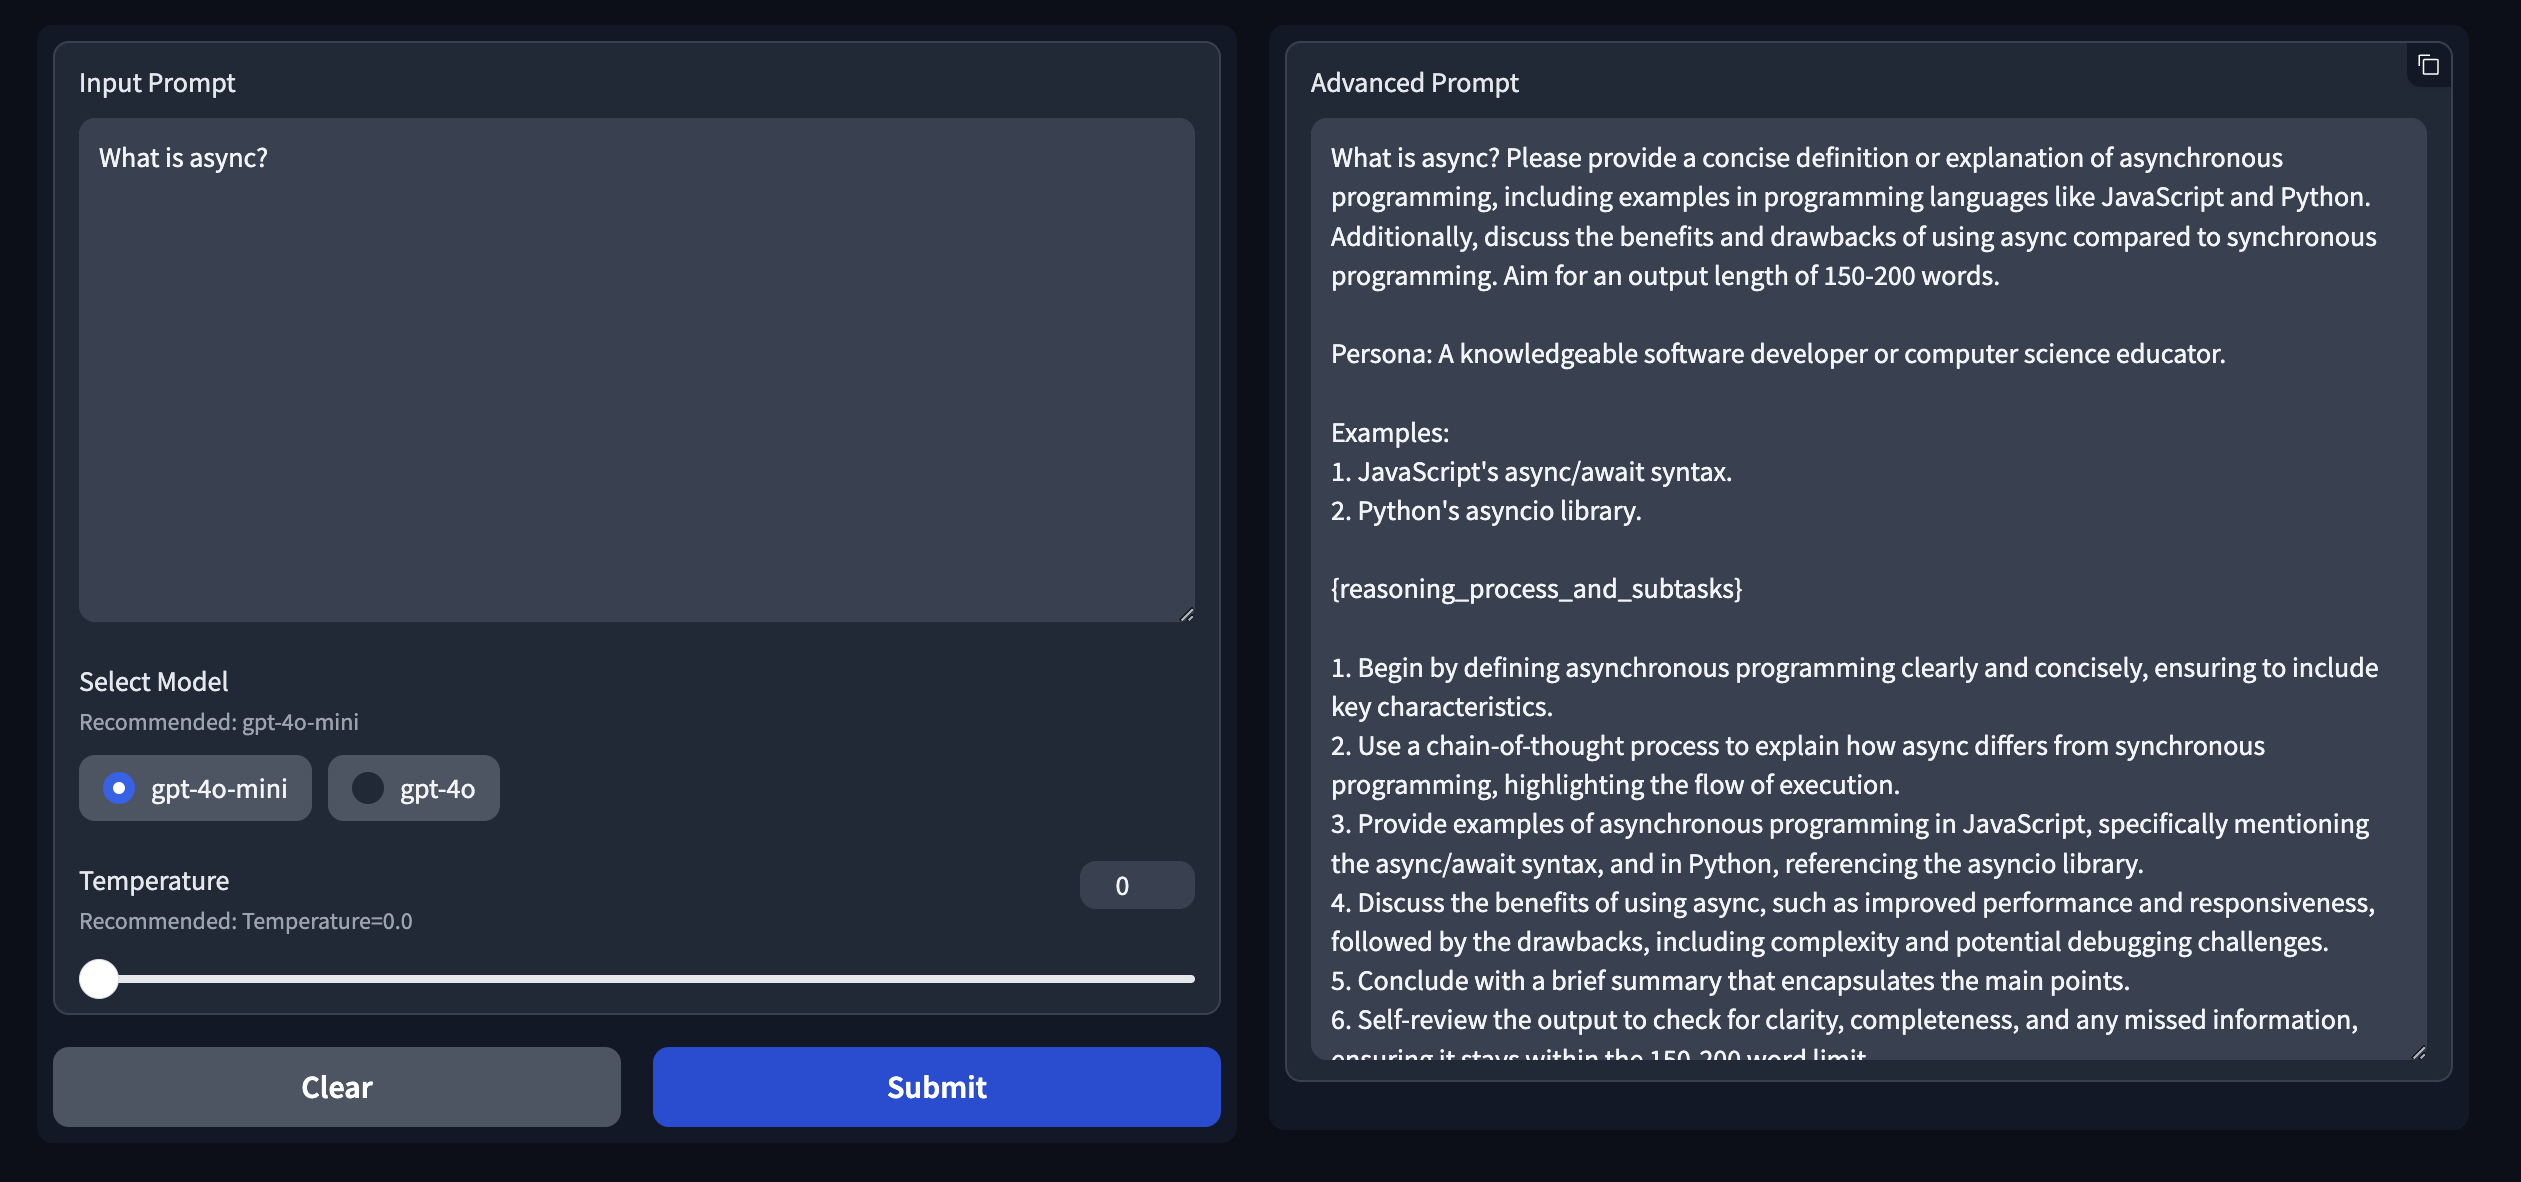 Input Prompt
What is async?
Select Model
Recommended: gpt-4o-mini
gpt-4o-mini
gpt-4o
Temperature
0
Recommended: Temperature=0.0
Clear
Submit
Advanced Prompt
What is async? Please provide a concise definition or explanation of asynchronous
programming, including examples in programming languages like JavaScript and Python.
Additionally, discuss the benefits and drawbacks of using async compared to synchronous
programming. Aim for an output length of 150-200 words.
Persona: A knowledgeable software developer or computer science educator.
Examples:
1. JavaScript's async/await syntax.
2. Python's asyncio library.
{reasoning_process_and_subtasks}
1. Begin by defining asynchronous programming clearly and concisely, ensuring to include
key characteristics.
2. Use a chain-of-thought process to explain how async differs from synchronous
programming, highlighting the flow of execution.
3. Provide examples of asynchronous programming in JavaScript, specifically mentioning
the async/await syntax, and in Python, referencing the asyncio library.
4. Discuss the benefits of using async, such as improved performance and responsiveness,
followed by the drawbacks, including complexity and potential debugging challenges.
5. Conclude with a brief summary that encapsulates the main points.
6. Self-review the output to check for clarity, completeness, and any missed information,
ensuring it stays within the 150-200 word limit